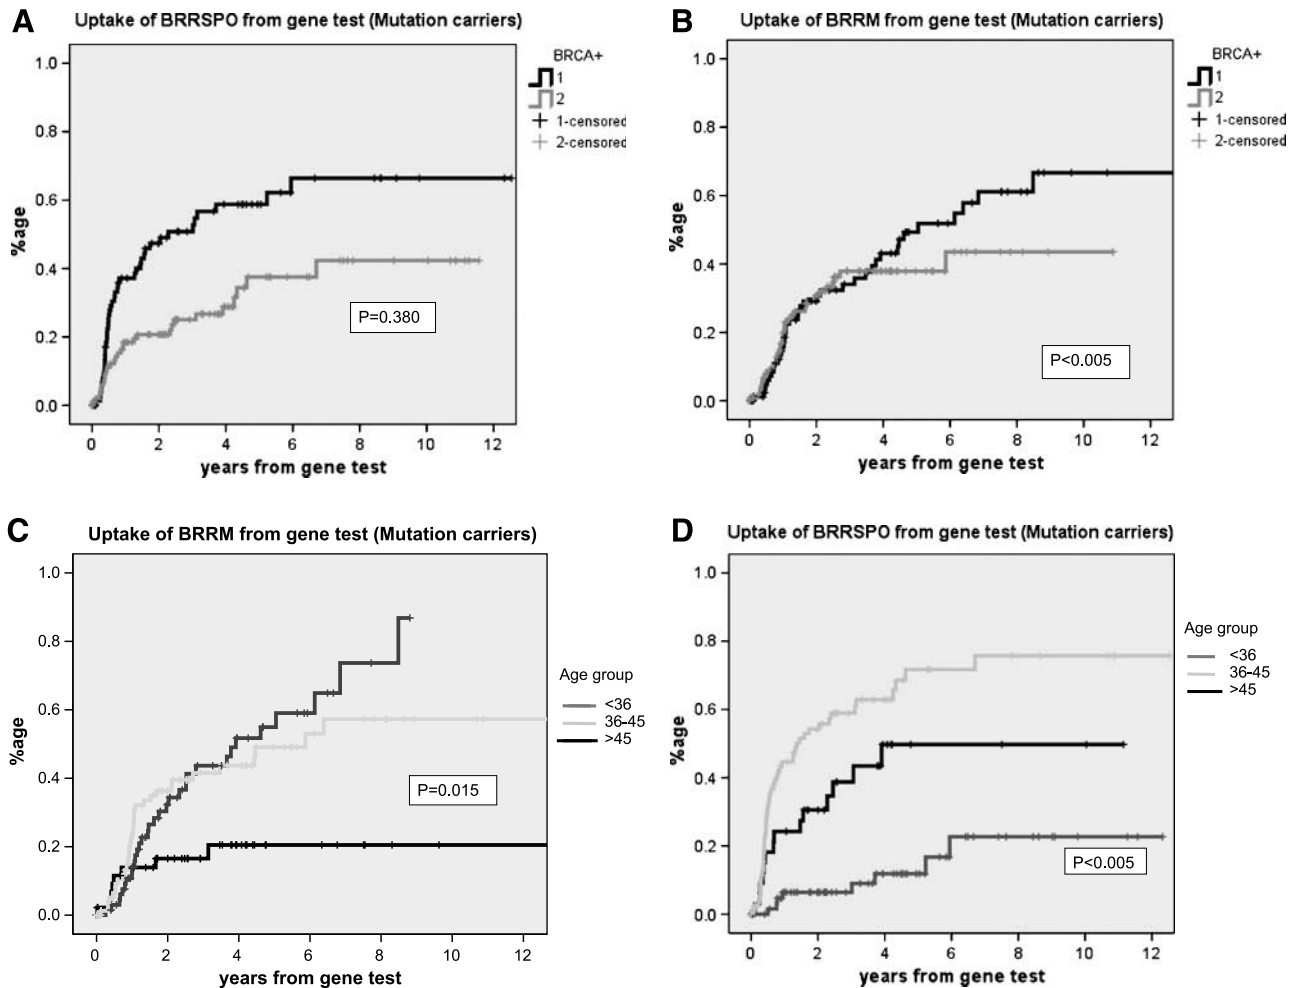 A
Uptake of BRRSPO from gene test (Mutation carriers)
1.0
0.8
0.6
0.4
0.2
0.0
%age
0 2 4 6 8 10 12
years from gene test
P=0.380
BRCA+
1
2
1-censored
2-censored
B
Uptake of BRRM from gene test (Mutation carriers)
1.0
0.8
0.6
0.4
0.2
0.0
%age
0 2 4 6 8 10 12
years from gene test
P<0.005
BRCA+
1
2
1-censored
2-censored
C
Uptake of BRRM from gene test (Mutation carriers)
1.0
0.8
0.6
0.4
0.2
0.0
%age
0 2 4 6 8 10 12
years from gene test
P=0.015
Age group
<36
36–45
>45
D
Uptake of BRRSPO from gene test (Mutation carriers)
1.0
0.8
0.6
0.4
0.2
0.0
%age
0 2 4 6 8 10 12
years from gene test
P<0.005
Age group
<36
36–45
>45